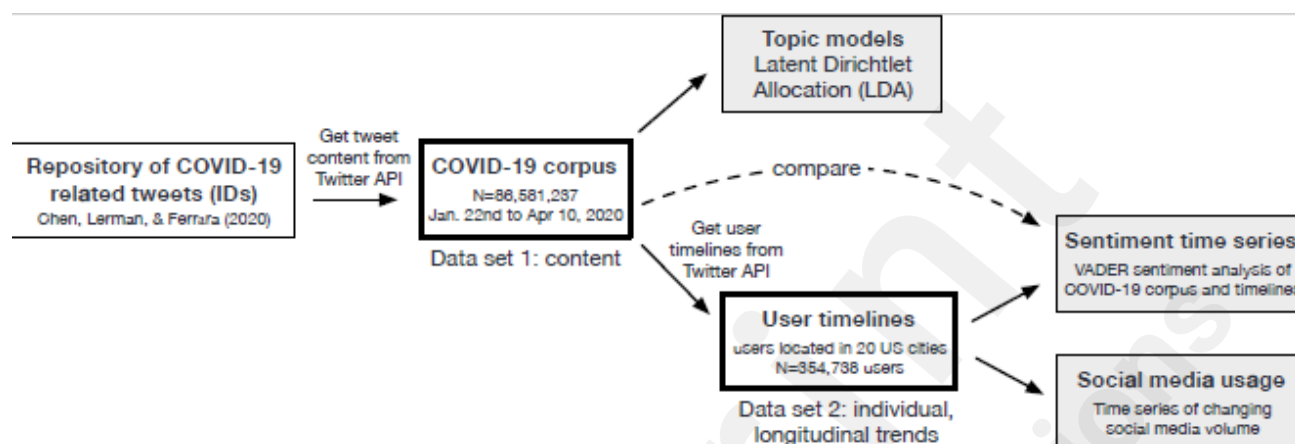 Topic models
Latent Dirichtlet
Allocation (LDA)
Get tweet
content from
Twitter API
Repository of COVID-19
related tweets (IDs)
Chen, Lerman, & Ferrara (2020)
COVID-19 corpus
N=86,581,237
Jan. 22nd to Apr 10, 2020
Data set 1: content
compare
Get user
timelines from
Twitter API
Sentiment time series
VADER sentiment analysis of
COVID-19 corpus and timelines
User timelines
users located in 20 US cities
N=354,738 users
Data set 2: individual,
longitudinal trends
Social media usage
Time series of changing
social media volume